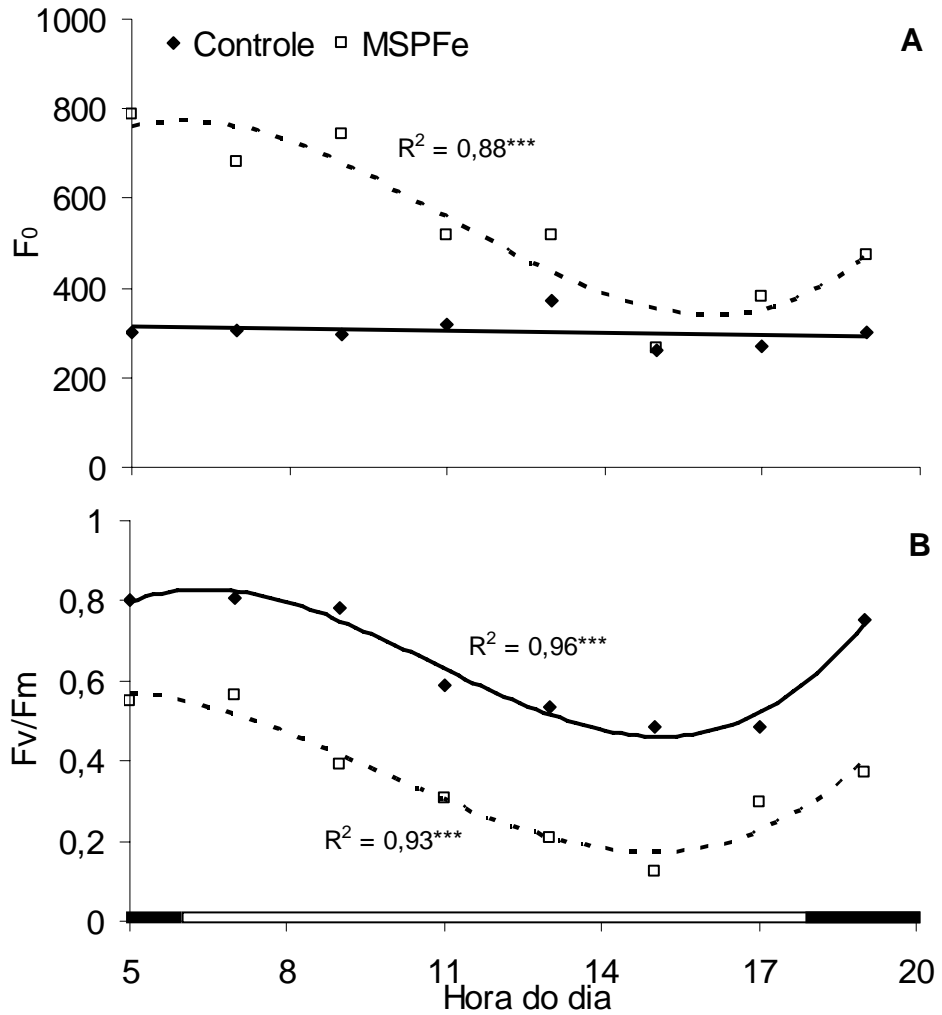 1000
Controle MSPFe
A
800
R² = 0,88***
600
F₀
400
200
0
1
B
0,8
R² = 0,96***
0,6
Fv/Fm
0,4
R² = 0,93***
0,2
0
5 8 11 14 17 20
Hora do dia